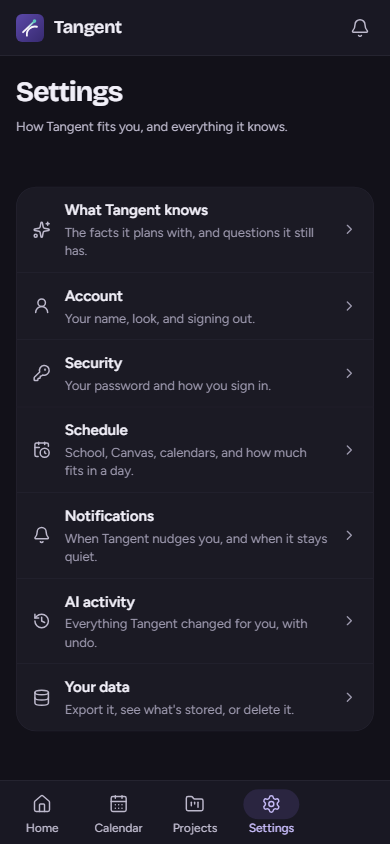 Tangent
Settings
How Tangent fits you, and everything it knows.
What Tangent knows
The facts it plans with, and questions it still
has.
Account
Your name, look, and signing out.
Security
Your password and how you sign in.
Schedule
School, Canvas, calendars, and how much
fits in a day.
Notifications
When Tangent nudges you, and when it stays
quiet.
AI activity
Everything Tangent changed for you, with
undo.
Your data
Export it, see what's stored, or delete it.
Home Calendar Projects Settings